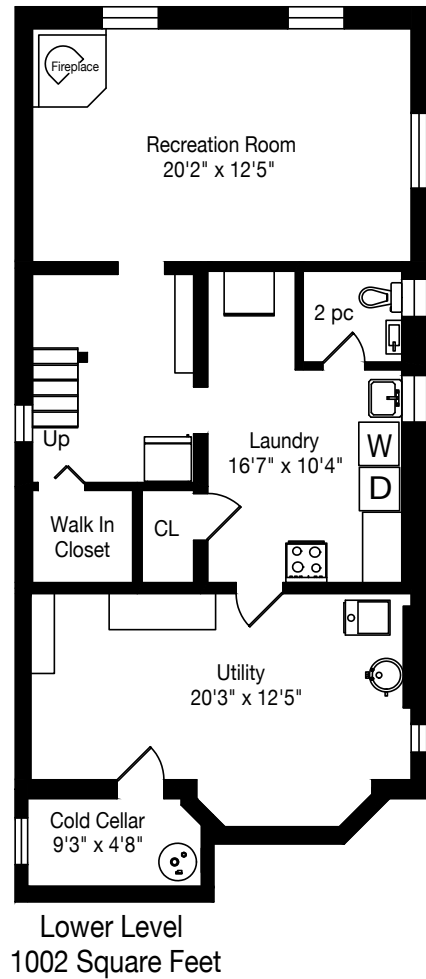 Fireplace
Recreation Room
20'2" x 12'5"
2 pc
Up
Laundry
16'7" x 10'4"
W
D
Walk In
Closet
CL
Utility
20'3" x 12'5"
Cold Cellar
9'3" x 4'8"
Lower Level
1002 Square Feet